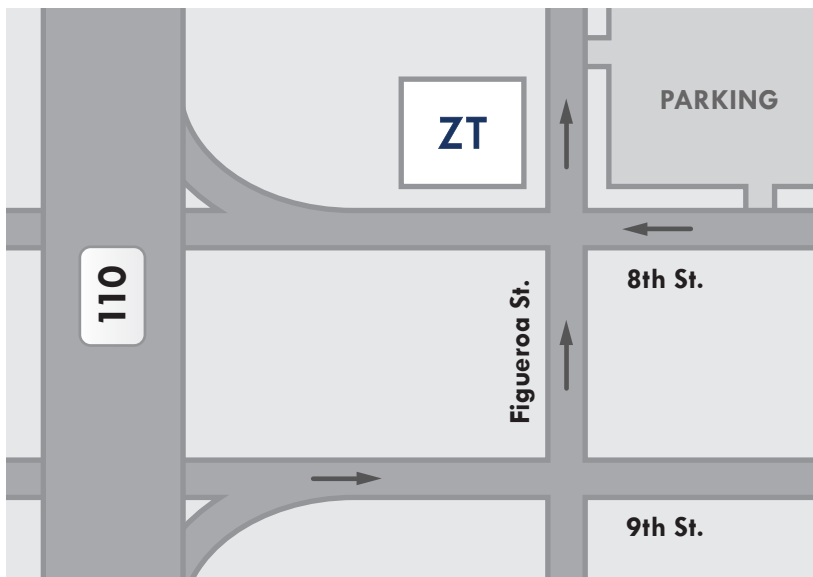 PARKING
ZT
110
8th St.
Figueroa St.
9th St.